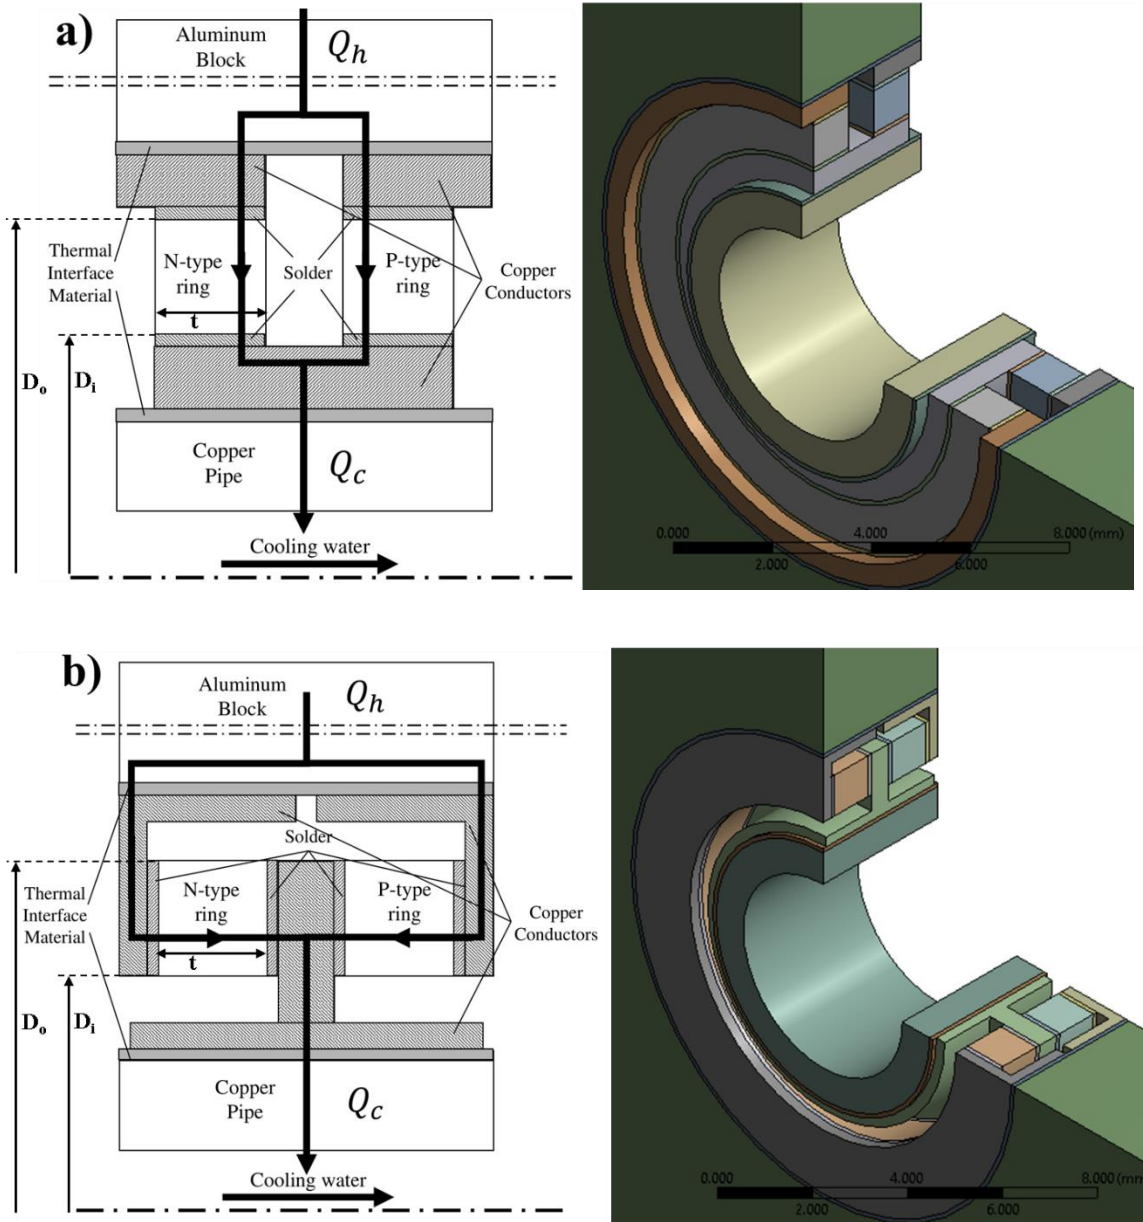 a)
Aluminum
Block
Q_h
Thermal
Interface
Material
N-type
ring
Solder
P-type
ring
Copper
Conductors
t
D_o
D_i
Copper
Pipe
Q_c
Cooling water
0.000
4.000
8.000 (mm)
2.000
6.000
b)
Aluminum
Block
Q_h
Solder
Thermal
Interface
Material
N-type
ring
P-type
ring
Copper
Conductors
t
D_o
D_i
Copper
Pipe
Q_c
Cooling water
0.000
4.000
8.000 (mm)
2.000
6.000